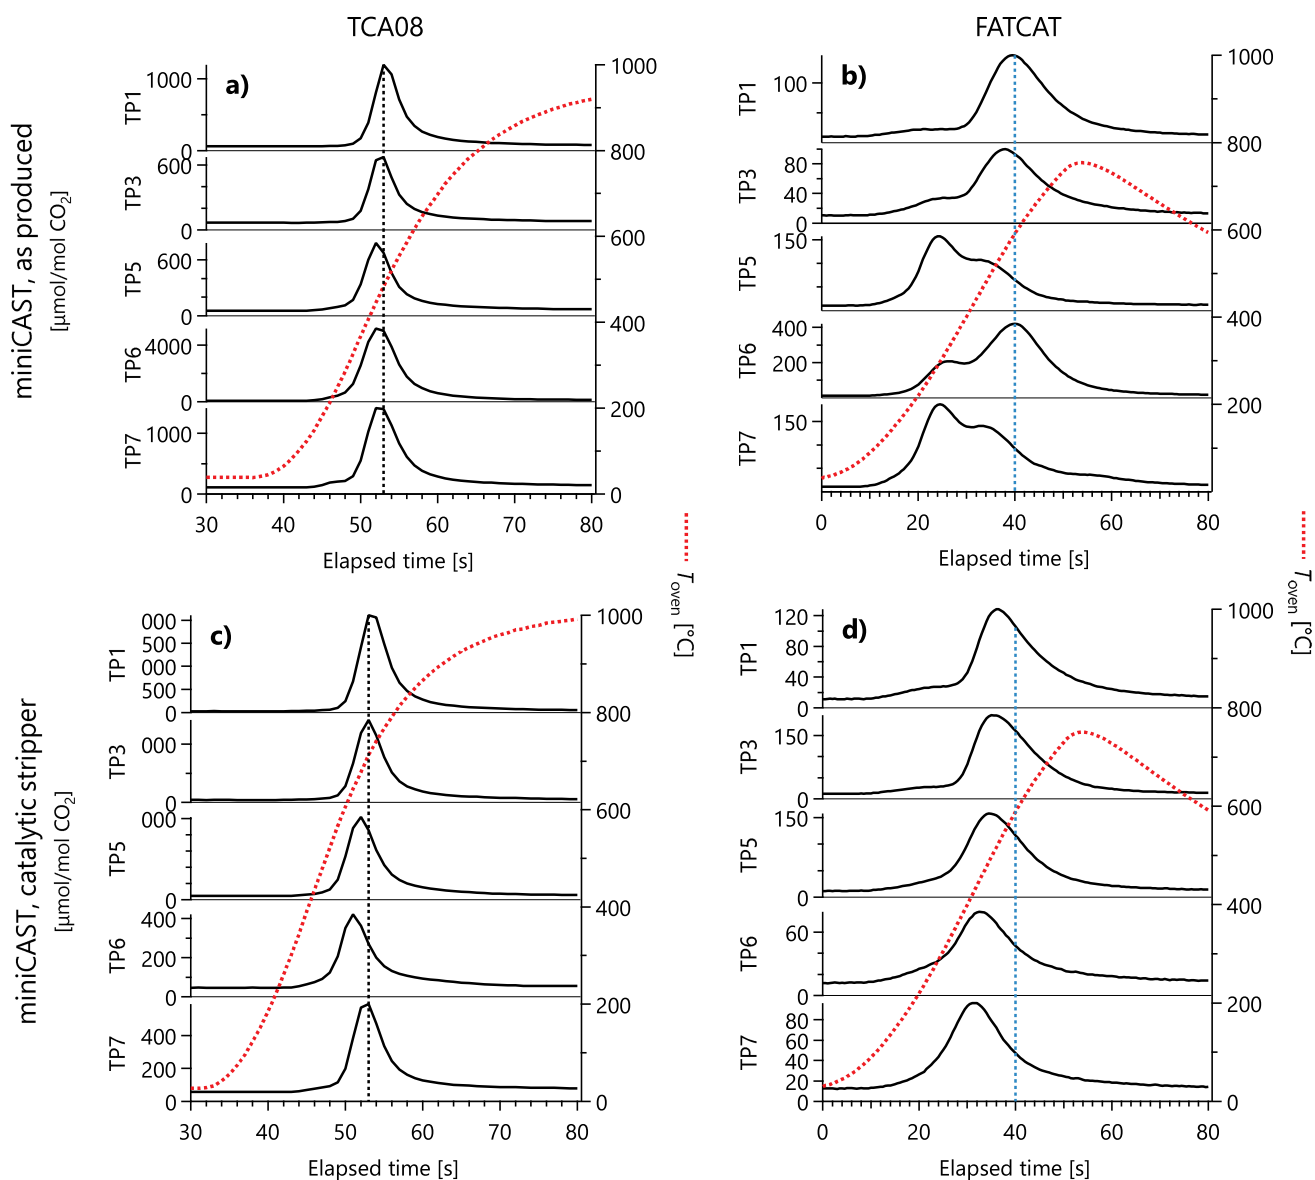 TCA08
FATCAT
miniCAST, as produced
[µmol/mol CO2]
a)
TP1
1000
0
TP3
600
0
TP5
600
0
TP6
4000
0
TP7
1000
0
1000
800
600
400
200
0
30 40 50 60 70 80
Elapsed time [s]
b)
TP1
100
TP3
80
40
0
TP5
150
TP6
400
200
TP7
150
1000
800
600
400
200
0 20 40 60 80
Elapsed time [s]
Toven [°C]
Toven [°C]
miniCAST, catalytic stripper
[µmol/mol CO2]
c)
TP1
000
500
000
500
0
TP3
000
0
TP5
000
0
TP6
400
200
0
TP7
400
200
0
1000
800
600
400
200
0
30 40 50 60 70 80
Elapsed time [s]
d)
TP1
120
80
40
0
TP3
150
0
TP5
150
0
TP6
60
0
TP7
80
60
40
20
0
1000
800
600
400
200
0
0 20 40 60 80
Elapsed time [s]